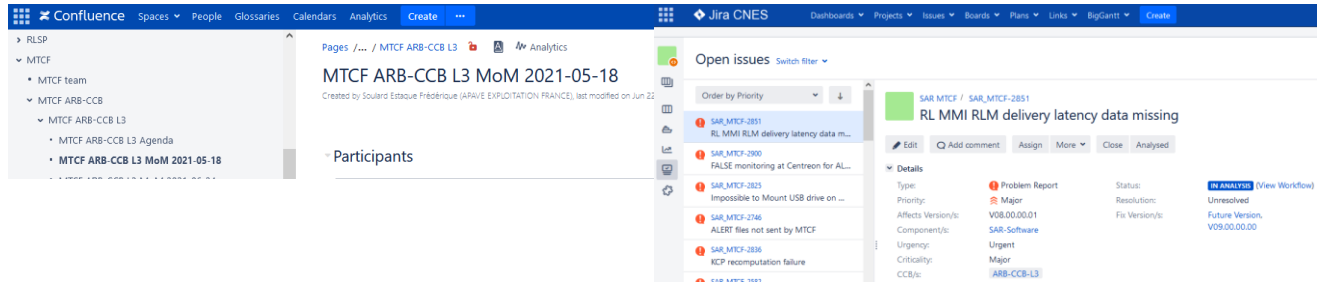 Confluence Spaces People Glossaries Calendars Analytics Create ...
RLSP
MTCF
MTCF team
MTCF ARB-CCB
MTCF ARB-CCB L3
MTCF ARB-CCB L3 Agenda
MTCF ARB-CCB L3 MoM 2021-05-18
Pages /... / MTCF ARB-CCB L3 Analytics
MTCF ARB-CCB L3 MoM 2021-05-18
Created by Soulard Estaque Frédérique (APAVE EXPLOITATION FRANCE), last modified on Jun 22
Participants
Jira CNES Dashboards Projects Issues Boards Plans Links BigGantt Create
Open issues Switch filter
Order by Priority
SAR_MTCF-2851
RL MMI RLM delivery latency data m...
SAR_MTCF-2900
FALSE monitoring at Centreon for AL...
SAR_MTCF-2825
Impossible to Mount USB drive on ...
SAR_MTCF-2746
ALERT files not sent by MTCF
SAR_MTCF-2836
KCP recomputation failure
SAR MTCF / SAR_MTCF-2851
RL MMI RLM delivery latency data missing
Edit Add comment Assign More Close Analysed
Details
Type: Problem Report Status: IN ANALYSIS (View Workflow)
Priority: Major Resolution: Unresolved
Affects Version/s: V08.00.00.01 Fix Version/s: Future Version,
V09.00.00.00
Component/s: SAR-Software
Urgency: Urgent
Criticality: Major
CCB/s: ARB-CCB-L3